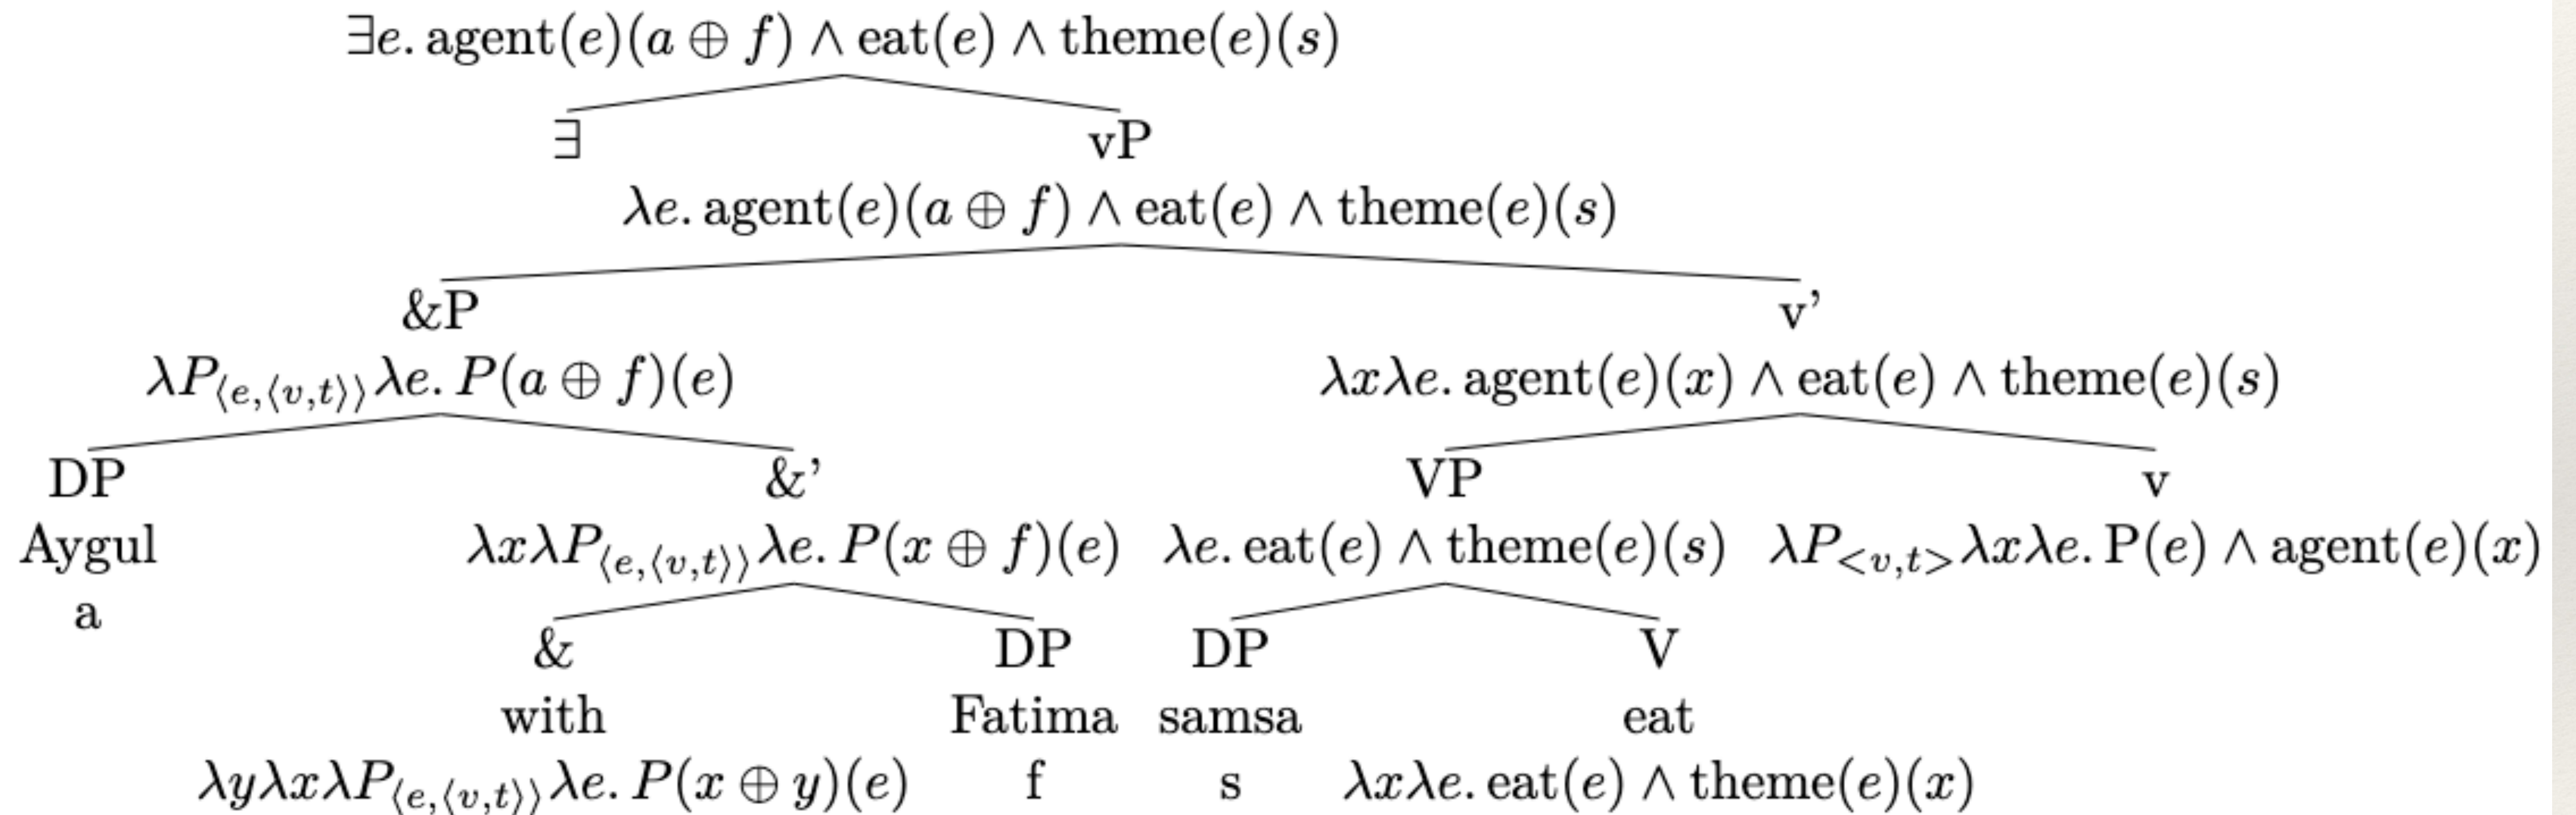 ∃e. agent(e)(a ⊕ f) ∧ eat(e) ∧ theme(e)(s)
∃ vP
λe. agent(e)(a ⊕ f) ∧ eat(e) ∧ theme(e)(s)
&P v’
λP⟨e,⟨v,t⟩⟩λe. P(a ⊕ f)(e) λxλe. agent(e)(x) ∧ eat(e) ∧ theme(e)(s)
DP &’ VP v
Aygul λxλP⟨e,⟨v,t⟩⟩λe. P(x ⊕ f)(e) λe. eat(e) ∧ theme(e)(s) λP<v,t>λxλe. P(e) ∧ agent(e)(x)
a
& DP DP V
with Fatima samsa eat
λyλxλP⟨e,⟨v,t⟩⟩λe. P(x ⊕ y)(e) f s λxλe. eat(e) ∧ theme(e)(x)